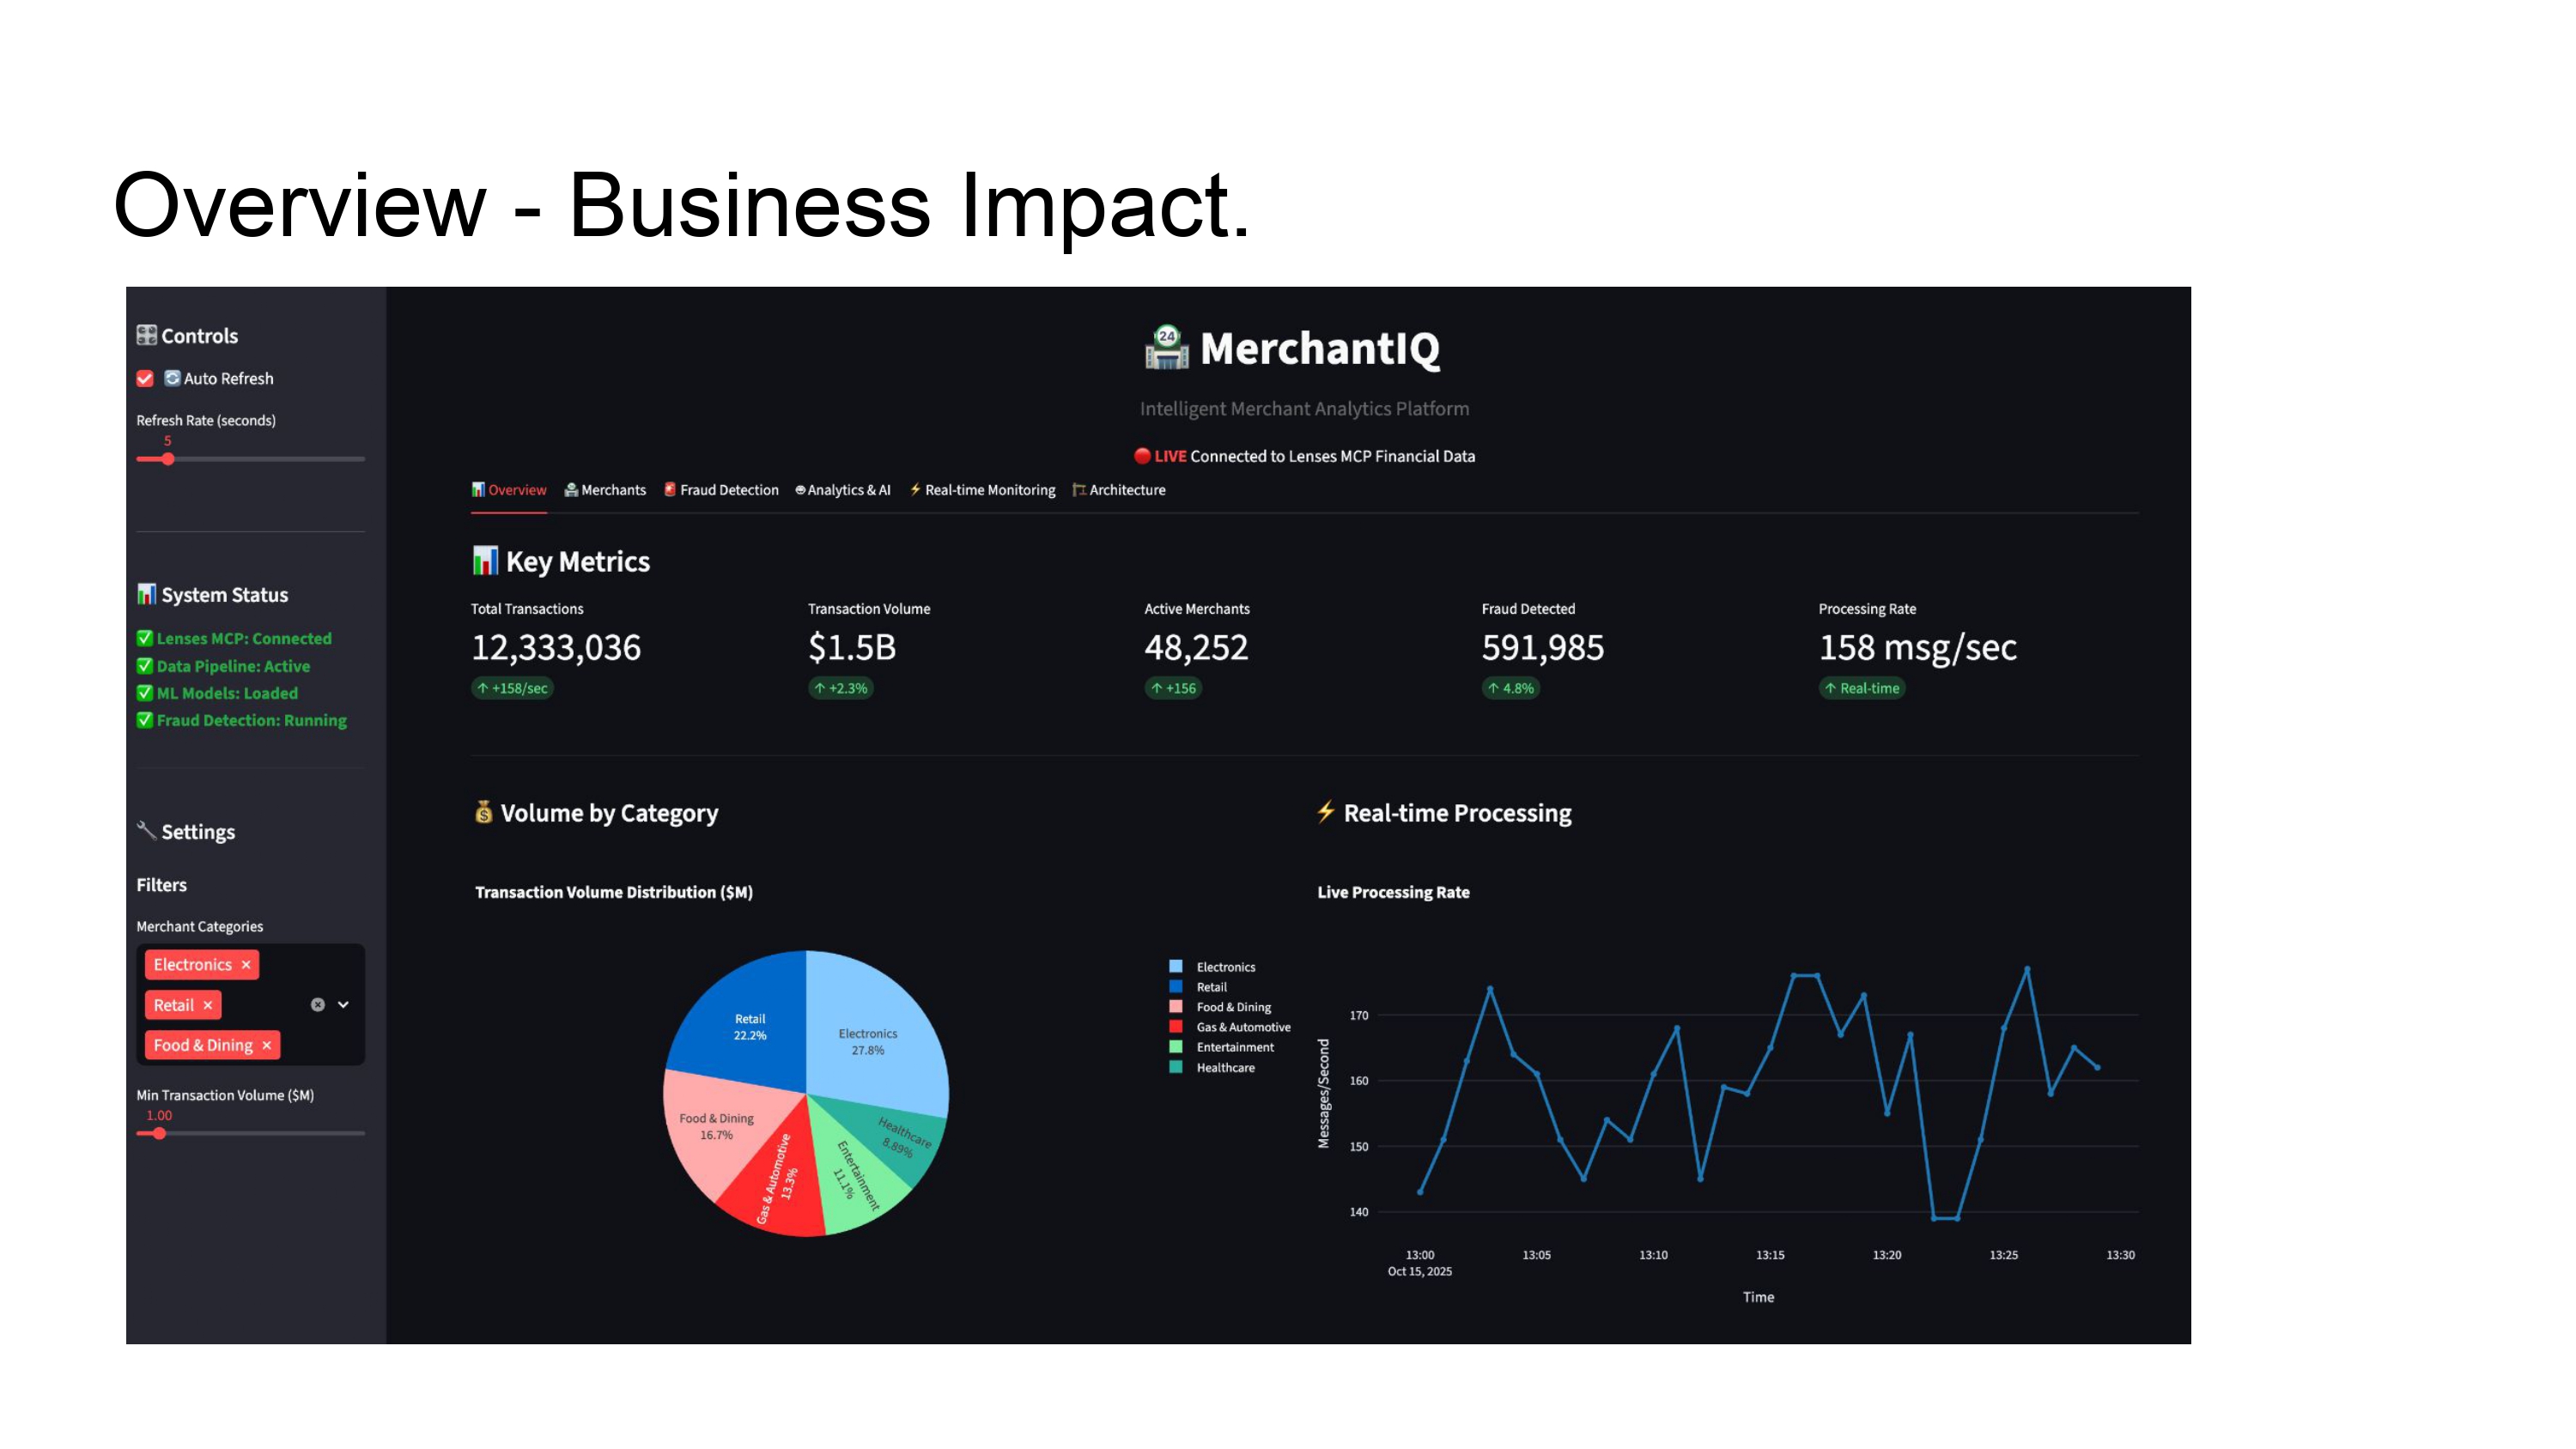 Overview - Business Impact.
Controls
Auto Refresh
Refresh Rate (seconds)
5
System Status
Lenses MCP: Connected
Data Pipeline: Active
ML Models: Loaded
Fraud Detection: Running
Settings
Filters
Merchant Categories
Electronics ×
Retail ×
Food & Dining ×
Min Transaction Volume ($M)
1.00
24
MerchantIQ
Intelligent Merchant Analytics Platform
LIVE Connected to Lenses MCP Financial Data
Overview Merchants Fraud Detection Analytics & AI Real-time Monitoring Architecture
Key Metrics
Total Transactions
12,333,036
↑ +158/sec
Transaction Volume
$1.5B
↑ +2.3%
Active Merchants
48,252
↑ +156
Fraud Detected
591,985
↑ 4.8%
Processing Rate
158 msg/sec
↑ Real-time
Volume by Category
Transaction Volume Distribution ($M)
Retail
22.2%
Electronics
27.8%
Food & Dining
16.7%
Gas & Automotive
13.3%
Entertainment
11.1%
Healthcare
8.89%
Electronics
Retail
Food & Dining
Gas & Automotive
Entertainment
Healthcare
Real-time Processing
Live Processing Rate
Messages/Second
170
160
150
140
13:00 13:05 13:10 13:15 13:20 13:25 13:30
Oct 15, 2025
Time